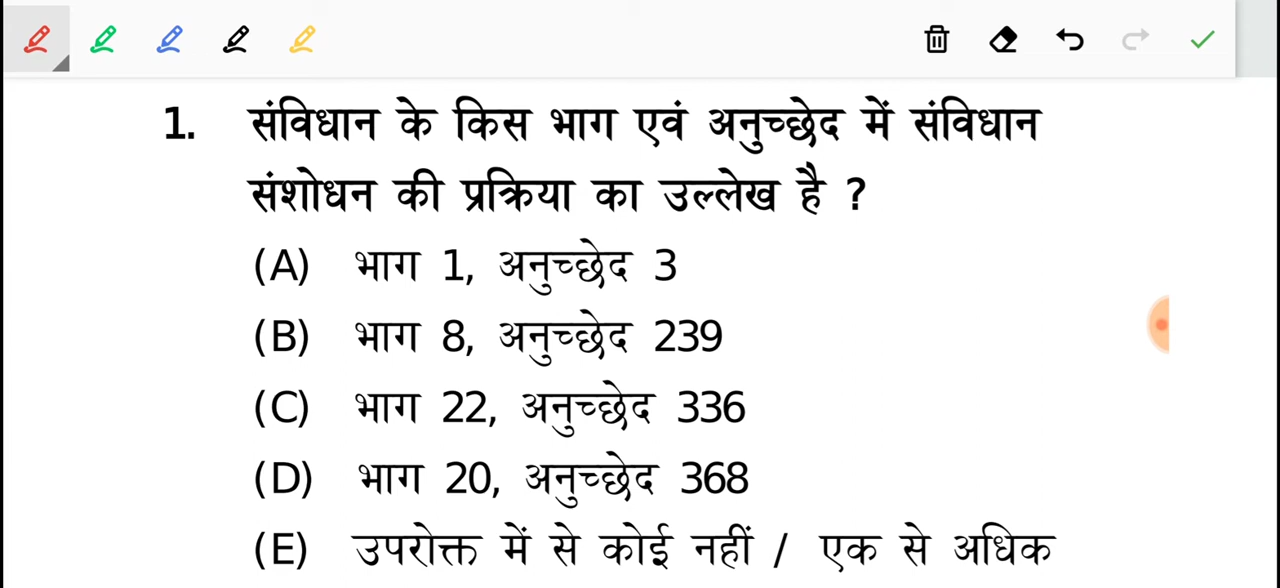 1. संविधान के किस भाग एवं अनुच्छेद में संविधान
संशोधन की प्रक्रिया का उल्लेख है ?
(A) भाग 1, अनुच्छेद 3
(B) भाग 8, अनुच्छेद 239
(C) भाग 22, अनुच्छेद 336
(D) भाग 20, अनुच्छेद 368
(E) उपरोक्त में से कोई नहीं / एक से अधिक